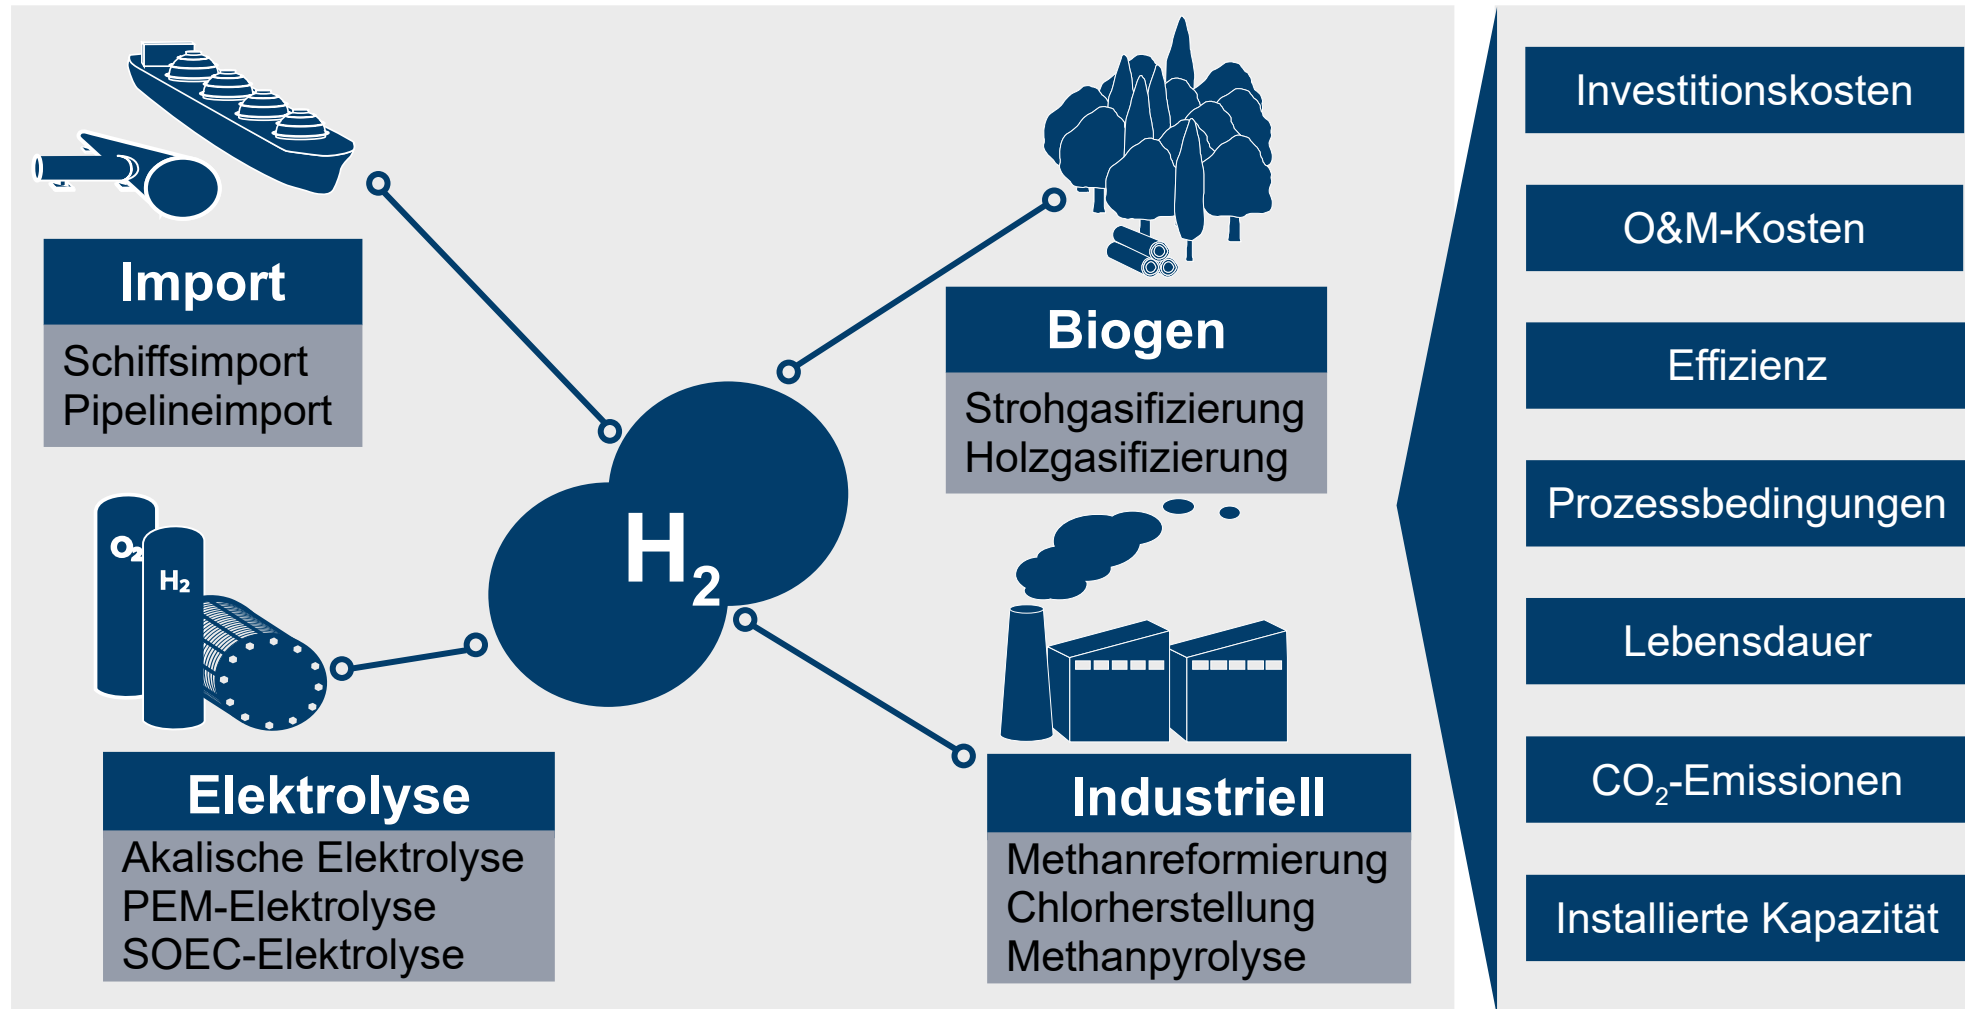 Import
Schiffsimport
Pipelineimport
Biogen
Strohgasifizierung
Holzgasifizierung
H₂
O₂
H₂
Elektrolyse
Akalische Elektrolyse
PEM-Elektrolyse
SOEC-Elektrolyse
Industriell
Methanreformierung
Chlorherstellung
Methanpyrolyse
Investitionskosten
O&M-Kosten
Effizienz
Prozessbedingungen
Lebensdauer
CO₂-Emissionen
Installierte Kapazität